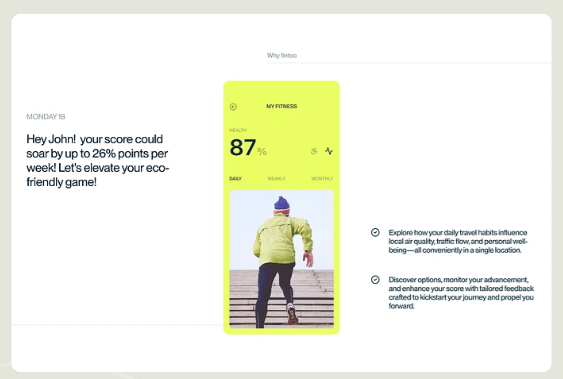 Why fintoo
MONDAY 18
Hey John! your score could
soar by up to 26% points per
week! Let's elevate your eco-
friendly game!
MY FITNESS
HEALTH
87%
DAILY WEEKLY MONTHLY
Explore how your daily travel habits influence
local air quality, traffic flow, and personal well-
being—all conveniently in a single location.
Discover options, monitor your advancement,
and enhance your score with tailored feedback
crafted to kickstart your journey and propel you
forward.